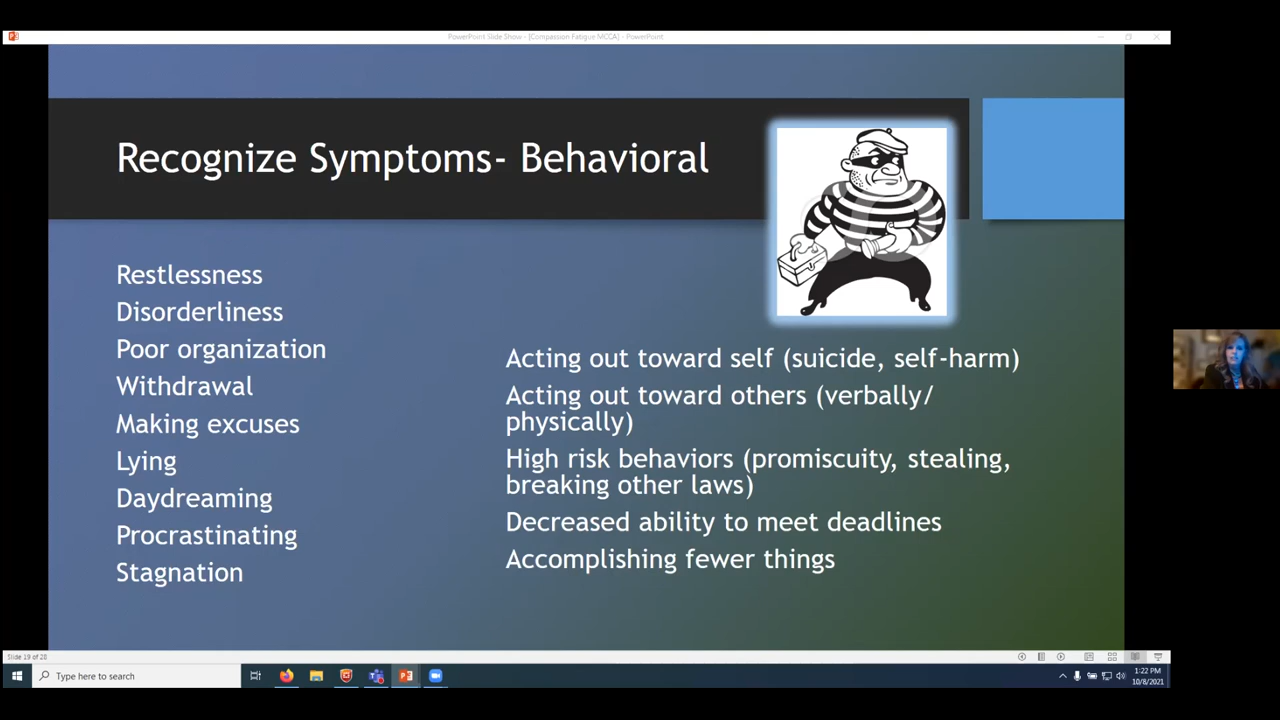 PowerPoint Slide Show - [Compassion Fatigue MCCA] - PowerPoint
Recognize Symptoms- Behavioral
Restlessness
Disorderliness
Poor organization
Withdrawal
Making excuses
Lying
Daydreaming
Procrastinating
Stagnation
Acting out toward self (suicide, self-harm)
Acting out toward others (verbally/
physically)
High risk behaviors (promiscuity, stealing,
breaking other laws)
Decreased ability to meet deadlines
Accomplishing fewer things
Slide 19 of 28
Type here to search
1:22 PM
10/8/2021